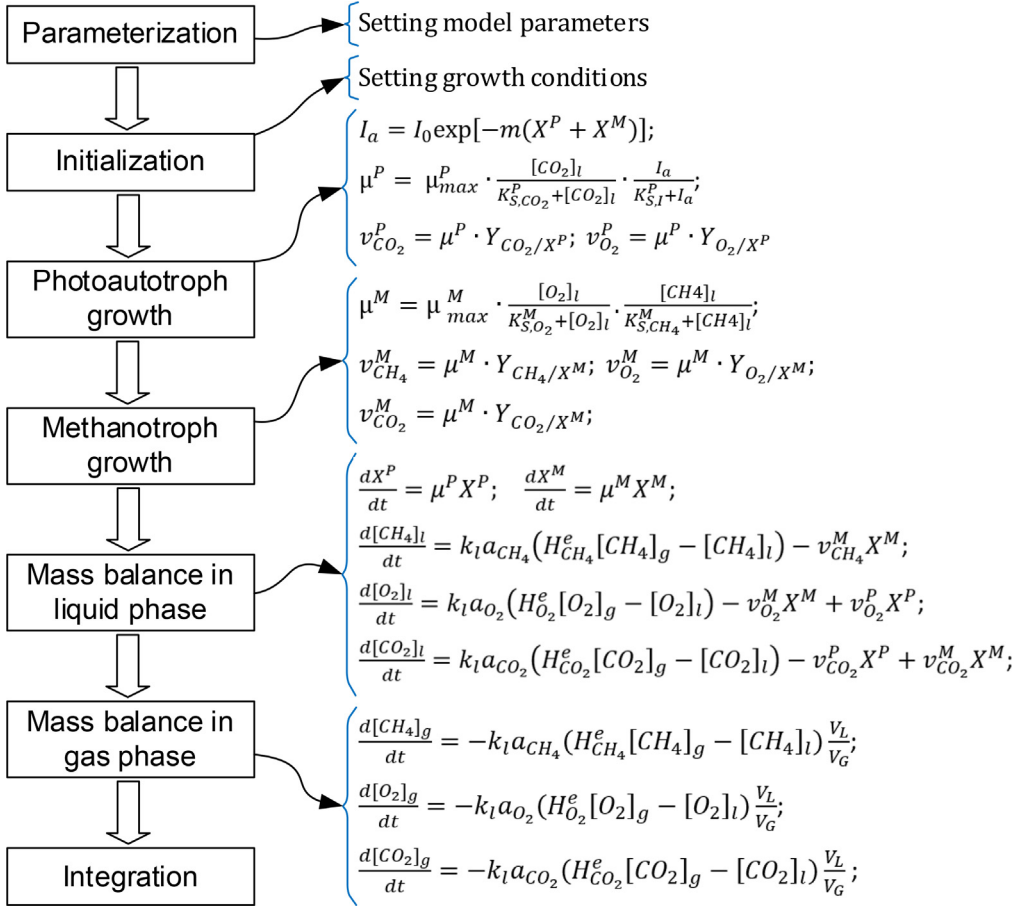 Parameterization
Setting model parameters
Setting growth conditions
Initialization
I_a = I_0exp[−m(X^P + X^M)];
μ^P = μ^P_max · [CO_2]_l / (K^P_{S,CO_2}+[CO_2]_l) · I_a / (K^P_{S,I}+I_a);
v^P_{CO_2} = μ^P · Y_{CO_2/X^P}; v^P_{O_2} = μ^P · Y_{O_2/X^P}
Photoautotroph
growth
μ^M = μ^M_max · [O_2]_l / (K^M_{S,O_2}+[O_2]_l) · [CH4]_l / (K^M_{S,CH_4}+[CH4]_l);
v^M_{CH_4} = μ^M · Y_{CH_4/X^M}; v^M_{O_2} = μ^M · Y_{O_2/X^M};
v^M_{CO_2} = μ^M · Y_{CO_2/X^M};
Methanotroph
growth
dX^P/dt = μ^P X^P; dX^M/dt = μ^M X^M;
d[CH_4]_l/dt = k_l a_{CH_4}(H^e_{CH_4}[CH_4]_g − [CH_4]_l) − v^M_{CH_4} X^M;
d[O_2]_l/dt = k_l a_{O_2}(H^e_{O_2}[O_2]_g − [O_2]_l) − v^M_{O_2} X^M + v^P_{O_2} X^P;
d[CO_2]_l/dt = k_l a_{CO_2}(H^e_{CO_2}[CO_2]_g − [CO_2]_l) − v^P_{CO_2} X^P + v^M_{CO_2} X^M;
Mass balance in
liquid phase
Mass balance in
gas phase
d[CH_4]_g/dt = −k_l a_{CH_4}(H^e_{CH_4}[CH_4]_g − [CH_4]_l) V_L/V_G;
d[O_2]_g/dt = −k_l a_{O_2}(H^e_{O_2}[O_2]_g − [O_2]_l) V_L/V_G;
d[CO_2]_g/dt = −k_l a_{CO_2}(H^e_{CO_2}[CO_2]_g − [CO_2]_l) V_L/V_G;
Integration